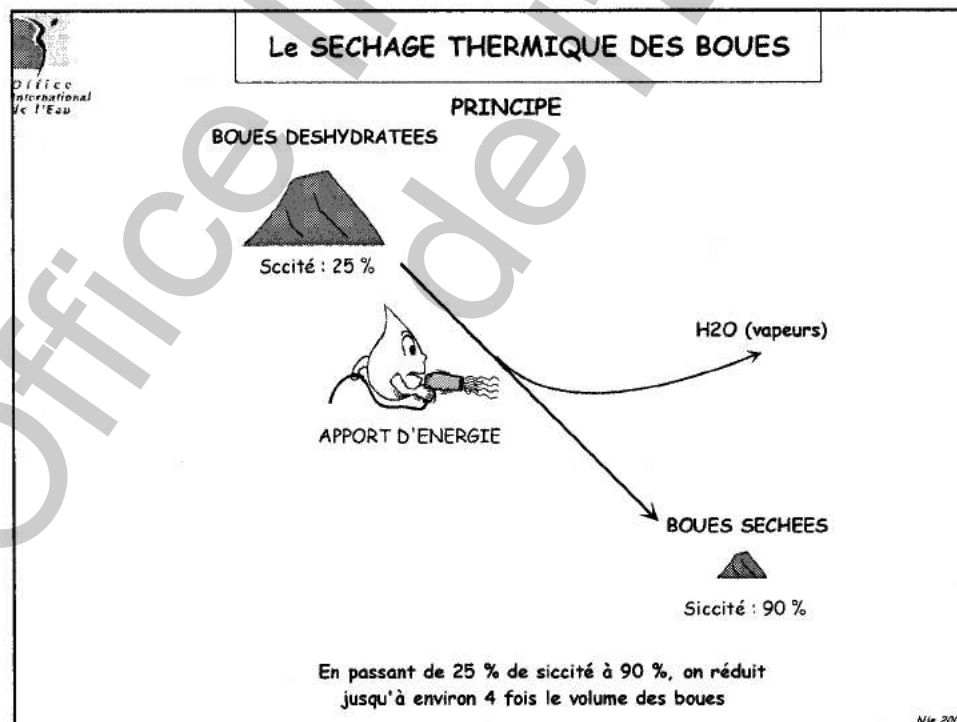 Office
International
de l'Eau
Le SECHAGE THERMIQUE DES BOUES
PRINCIPE
BOUES DESHYDRATEES
Sccité : 25 %
H2O (vapeurs)
APPORT D'ENERGIE
BOUES SECHEES
Siccité : 90 %
En passant de 25 % de siccité à 90 %, on réduit
jusqu'à environ 4 fois le volume des boues
Office
de